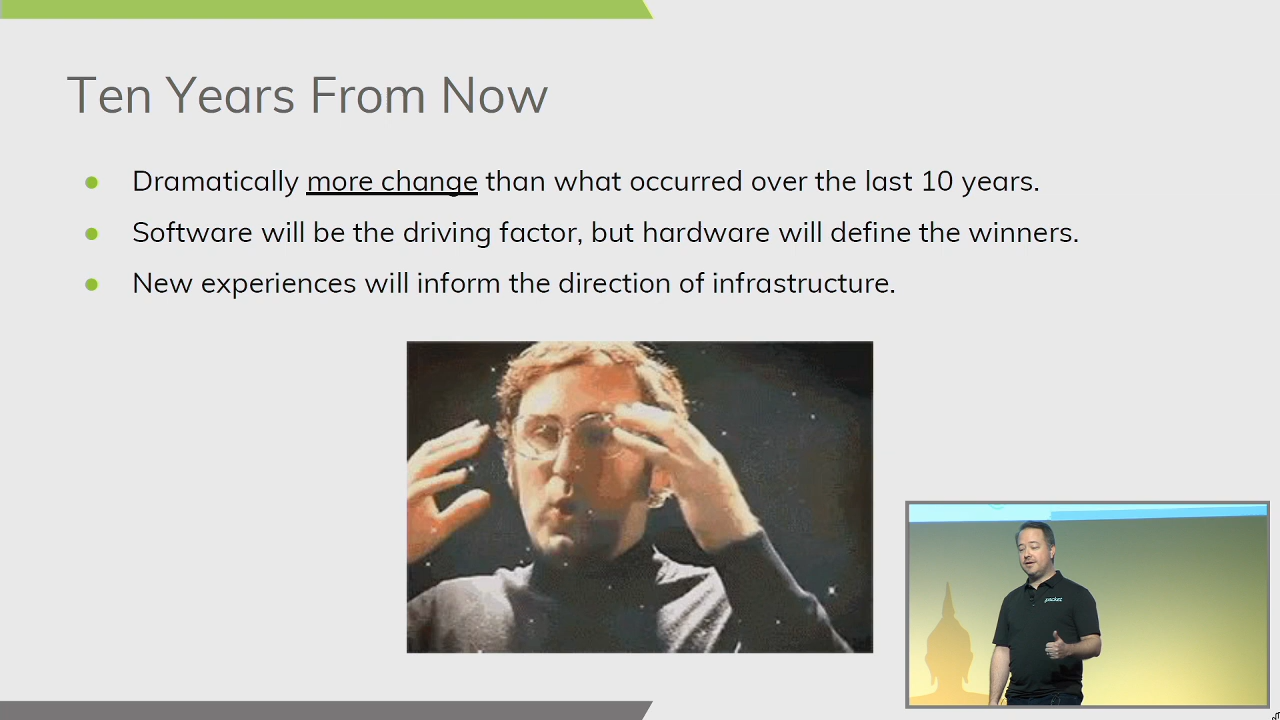 Ten Years From Now
Dramatically more change than what occurred over the last 10 years.
Software will be the driving factor, but hardware will define the winners.
New experiences will inform the direction of infrastructure.
packet